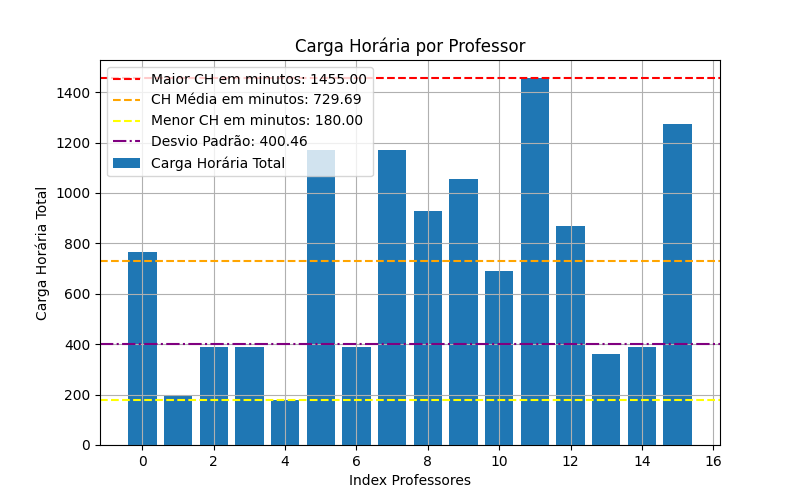 Carga Horária por Professor
Maior CH em minutos: 1455.00
CH Média em minutos: 729.69
Menor CH em minutos: 180.00
Desvio Padrão: 400.46
Carga Horária Total
Carga Horária Total
1400
1200
1000
800
600
400
200
0
0 2 4 6 8 10 12 14 16
Index Professores